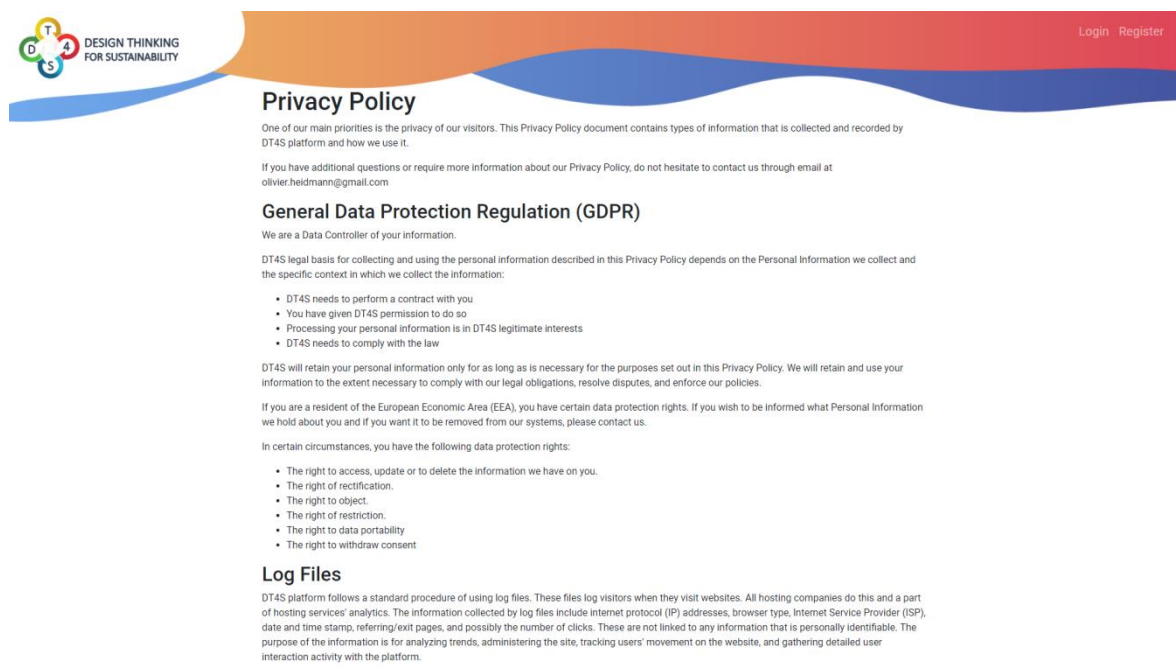 T
D 4
S
DESIGN THINKING
FOR SUSTAINABILITY
Login Register
Privacy Policy
One of our main priorities is the privacy of our visitors. This Privacy Policy document contains types of information that is collected and recorded by
DT4S platform and how we use it.
If you have additional questions or require more information about our Privacy Policy, do not hesitate to contact us through email at
olivier.heidmann@gmail.com
General Data Protection Regulation (GDPR)
We are a Data Controller of your information.
DT4S legal basis for collecting and using the personal information described in this Privacy Policy depends on the Personal Information we collect and
the specific context in which we collect the information:
• DT4S needs to perform a contract with you
• You have given DT4S permission to do so
• Processing your personal information is in DT4S legitimate interests
• DT4S needs to comply with the law
DT4S will retain your personal information only for as long as is necessary for the purposes set out in this Privacy Policy. We will retain and use your
information to the extent necessary to comply with our legal obligations, resolve disputes, and enforce our policies.
If you are a resident of the European Economic Area (EEA), you have certain data protection rights. If you wish to be informed what Personal Information
we hold about you and if you want it to be removed from our systems, please contact us.
In certain circumstances, you have the following data protection rights:
• The right to access, update or to delete the information we have on you.
• The right of rectification.
• The right to object.
• The right of restriction.
• The right to data portability
• The right to withdraw consent
Log Files
DT4S platform follows a standard procedure of using log files. These files log visitors when they visit websites. All hosting companies do this and a part
of hosting services' analytics. The information collected by log files include internet protocol (IP) addresses, browser type, Internet Service Provider (ISP),
date and time stamp, referring/exit pages, and possibly the number of clicks. These are not linked to any information that is personally identifiable. The
purpose of the information is for analyzing trends, administering the site, tracking users' movement on the website, and gathering detailed user
interaction activity with the platform.